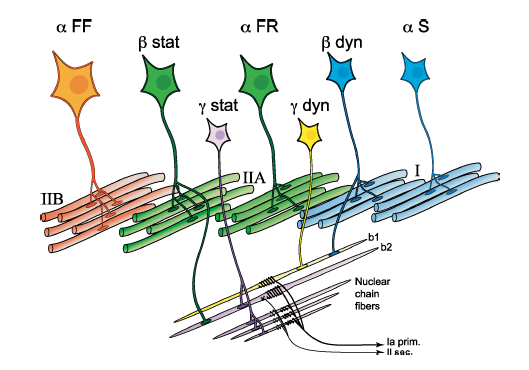 α FF
α FR
α S
β stat
β dyn
γ stat
γ dyn
IIA
I
IIB
b1
b2
Nuclear
chain
fibers
Ia prim.
II sec.